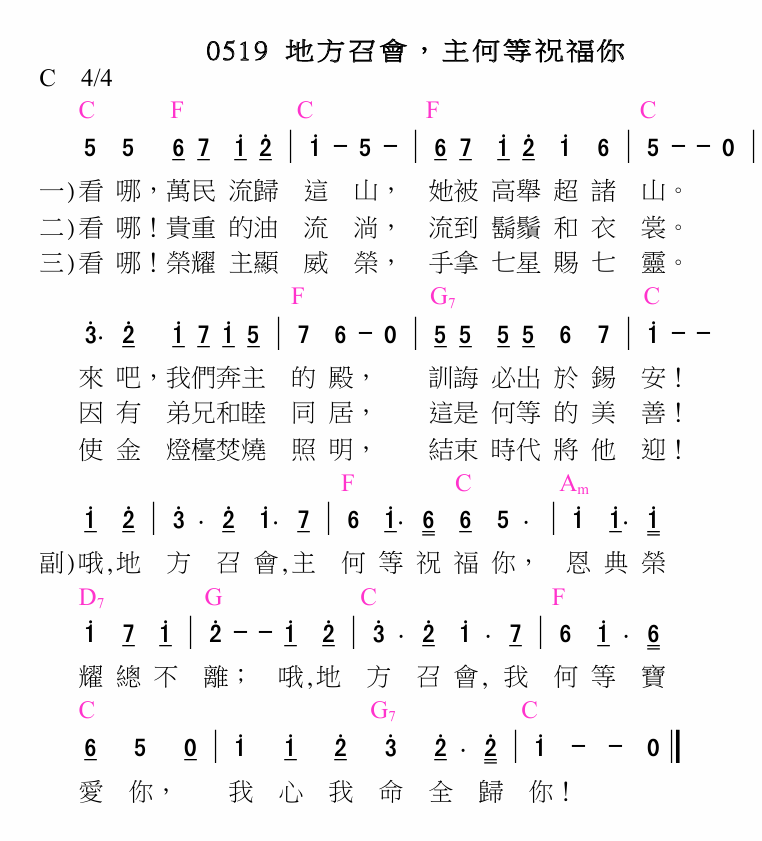 0519 地方召會，主何等祝福你
C 4/4
C F C F C
5 5 6 7 1̇ 2̇ | 1̇ – 5 – | 6 7 1̇ 2̇ 1̇ 6 | 5 – – 0 |
一)看 哪，萬民 流歸 這 山， 她被 高舉 超 諸 山。
二)看 哪！貴重 的油 流 淌， 流到 鬍鬚 和 衣 裳。
三)看 哪！榮耀 主顯 威 榮， 手拿 七星 賜 七 靈。
F G7 C
3̇· 2̇ 1̇ 7 1̇ 5 | 7 6 – 0 | 5 5 5 5 6 7 | 1̇ – –
來 吧，我們奔主 的 殿， 訓誨 必出 於 錫 安！
因 有 弟兄和睦 同 居， 這是 何等 的 美 善！
使 金 燈檯焚燒 照 明， 結束 時代 將 他 迎！
F C Am
1̇ 2̇ | 3̇ · 2̇ 1̇· 7 | 6 1̇· 6 6 5 · | 1̇ 1̇· 1̇
副)哦,地 方 召 會,主 何 等 祝 福 你， 恩 典 榮
D7 G C F
1̇ 7 1̇ | 2̇ – – 1̇ 2̇ | 3̇ · 2̇ 1̇ · 7 | 6 1̇ · 6
耀 總 不 離； 哦,地 方 召 會, 我 何 等 寶
C G7 C
6 5 0 | 1̇ 1̇ 2̇ 3̇ 2̇ · 2̇ | 1̇ – – 0 ‖
愛 你， 我 心 我 命 全 歸 你！